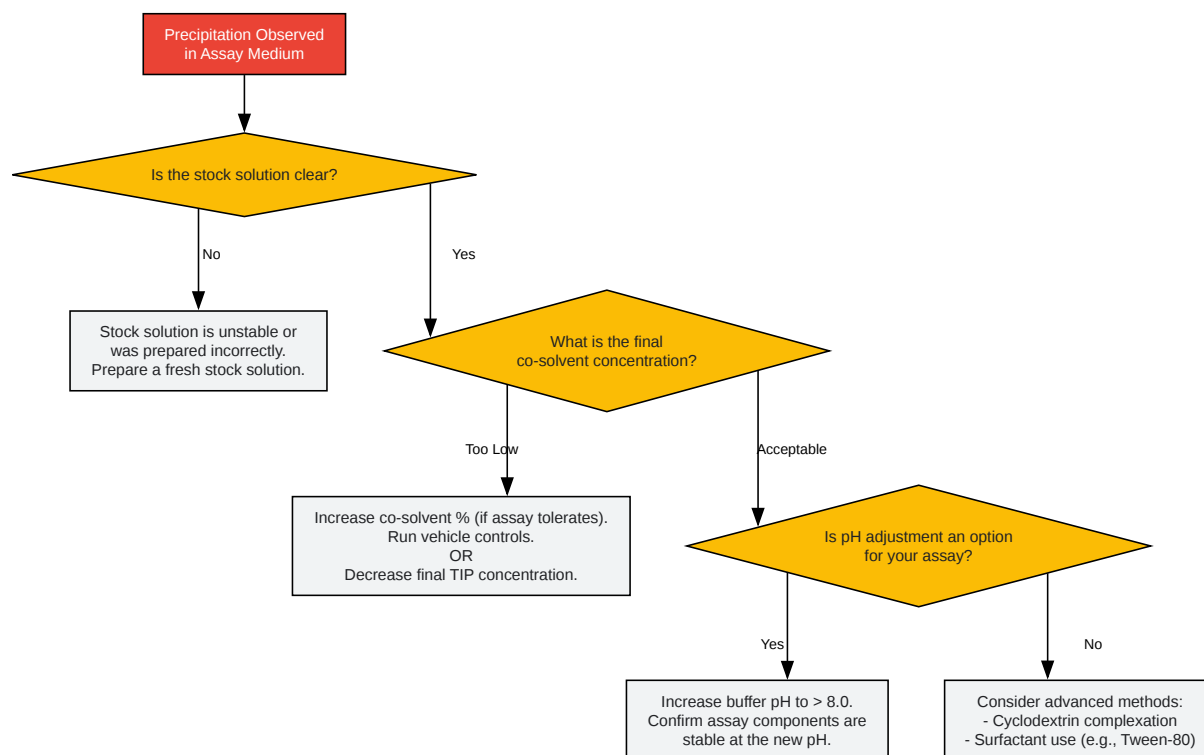 Precipitation Observed
in Assay Medium
Is the stock solution clear?
No
Yes
Stock solution is unstable or
was prepared incorrectly.
Prepare a fresh stock solution.
What is the final
co-solvent concentration?
Too Low
Acceptable
Increase co-solvent % (if assay tolerates).
Run vehicle controls.
OR
Decrease final TIP concentration.
Is pH adjustment an option
for your assay?
Yes
No
Increase buffer pH to > 8.0.
Confirm assay components are
stable at the new pH.
Consider advanced methods:
- Cyclodextrin complexation
- Surfactant use (e.g., Tween-80)